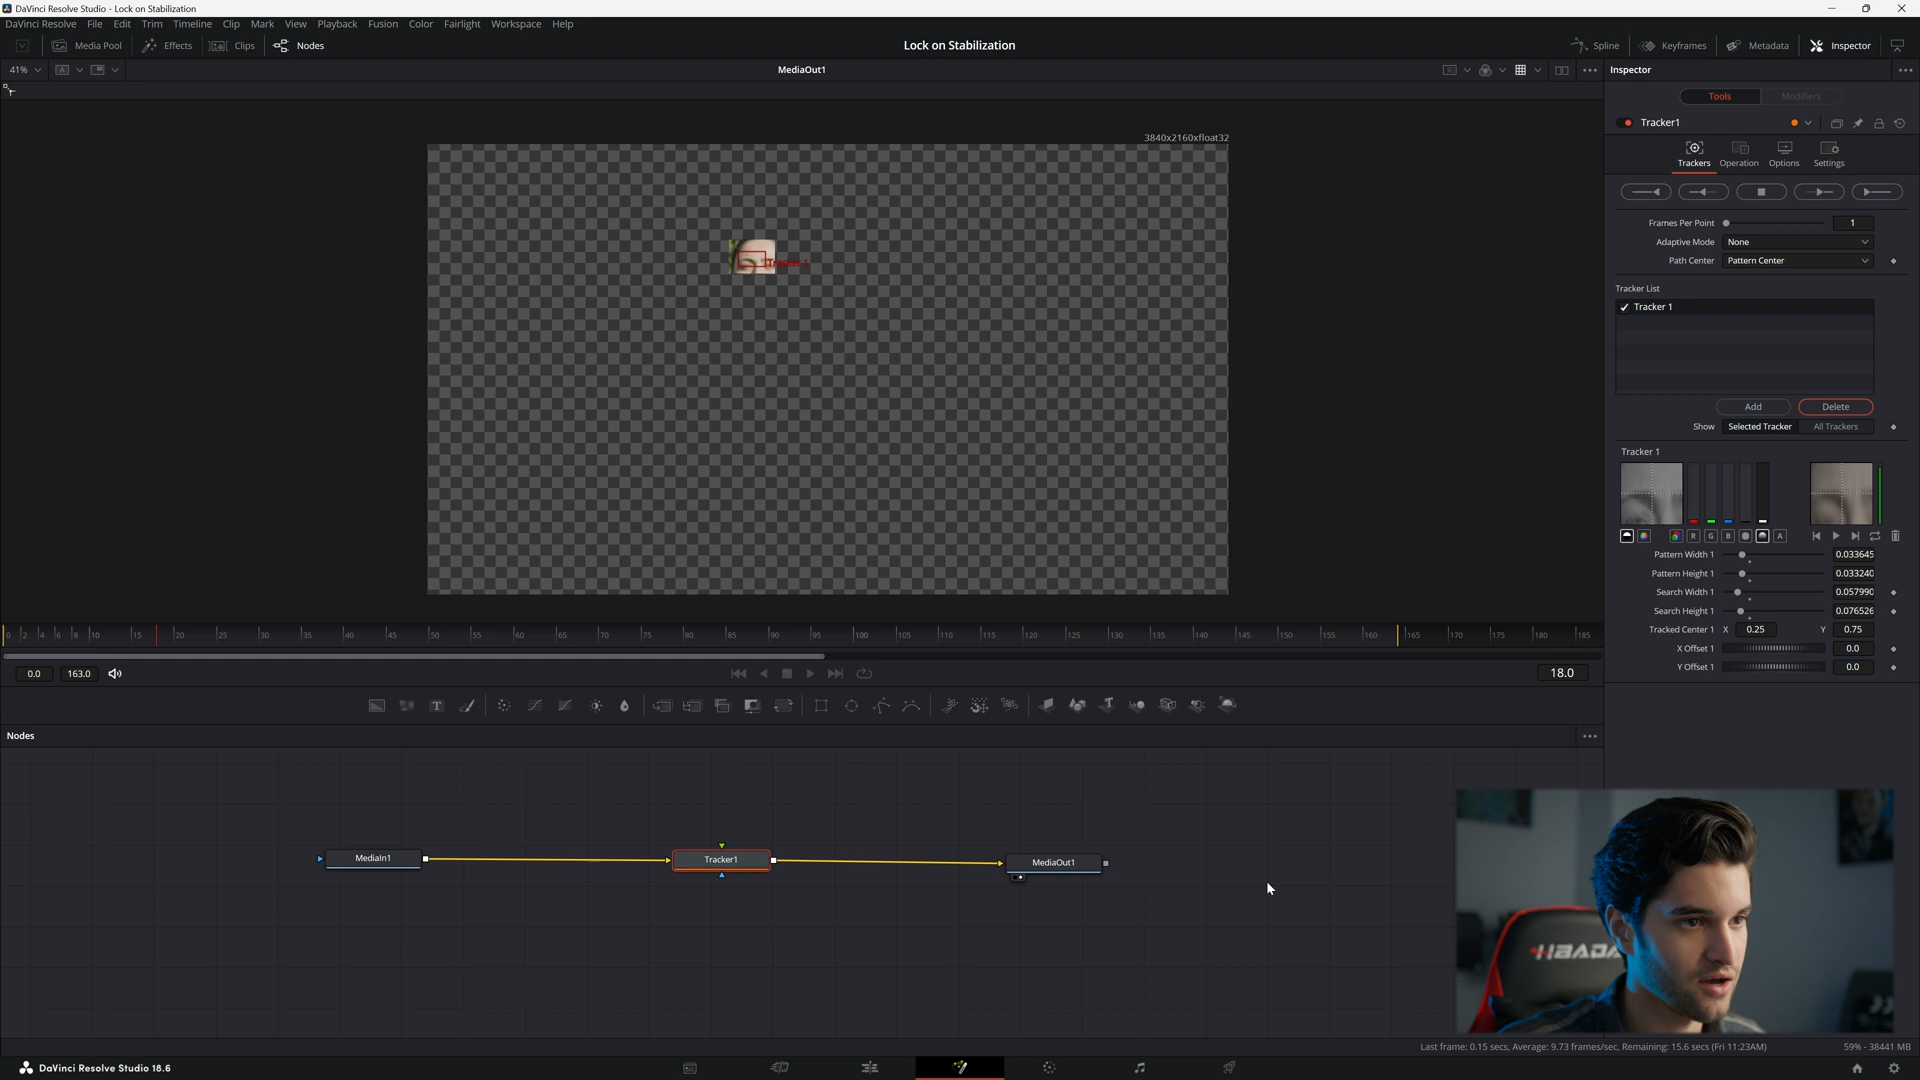 DaVinci Resolve Studio - Lock on Stabilization
DaVinci Resolve File Edit Trim Timeline Clip Mark View Playback Fusion Color Fairlight Workspace Help
Media Pool Effects Clips Nodes Lock on Stabilization Spline Keyframes Metadata Inspector
41% A MediaOut1 Inspector
Tools Modifiers
Tracker1
3840x2160xfloat32
Trackers Operation Options Settings
Frames Per Point 1
Adaptive Mode None
Path Center Pattern Center
Tracker 1
Tracker List
Tracker 1
Add Delete
Show Selected Tracker All Trackers
Tracker 1
R G B A
Pattern Width 1 0.033645
Pattern Height 1 0.033240
Search Width 1 0.057990
Search Height 1 0.076526
Tracked Center 1 X 0.25 Y 0.75
X Offset 1 0.0
Y Offset 1 0.0
0 2 4 6 8 10 15 20 25 30 35 40 45 50 55 60 65 70 75 80 85 90 95 100 105 110 115 120 125 130 135 140 145 150 155 160 165 170 175 180 185
0.0 163.0 18.0
T
Nodes
MediaIn1 Tracker1 MediaOut1
HBADA
Last frame: 0.15 secs, Average: 9.73 frames/sec, Remaining: 15.6 secs (Fri 11:23AM) 59% - 38441 MB
DaVinci Resolve Studio 18.6